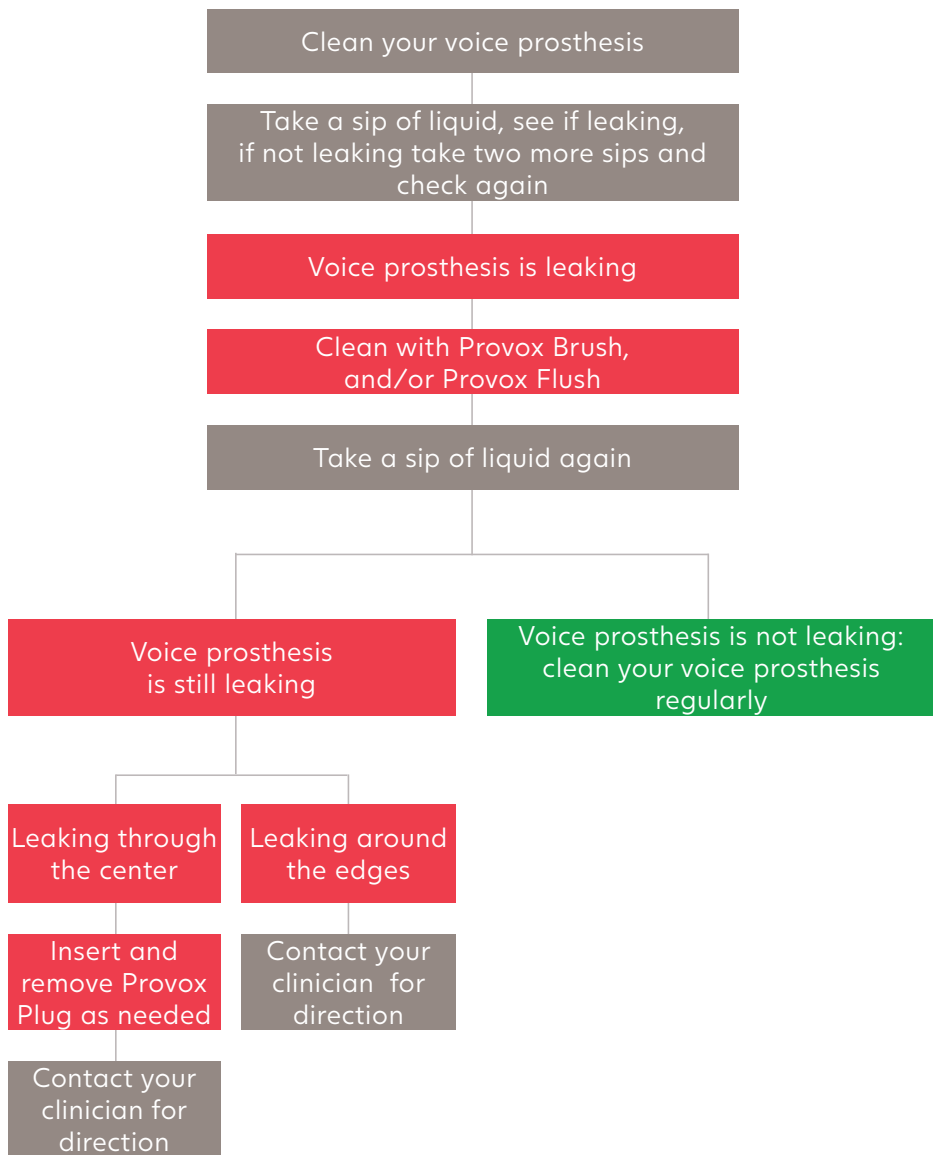 Clean your voice prosthesis
Take a sip of liquid, see if leaking,
if not leaking take two more sips and
check again
Voice prosthesis is leaking
Clean with Provox Brush,
and/or Provox Flush
Take a sip of liquid again
Voice prosthesis
is still leaking
Voice prosthesis is not leaking:
clean your voice prosthesis
regularly
Leaking through
the center
Leaking around
the edges
Insert and
remove Provox
Plug as needed
Contact your
clinician for
direction
Contact your
clinician for
direction